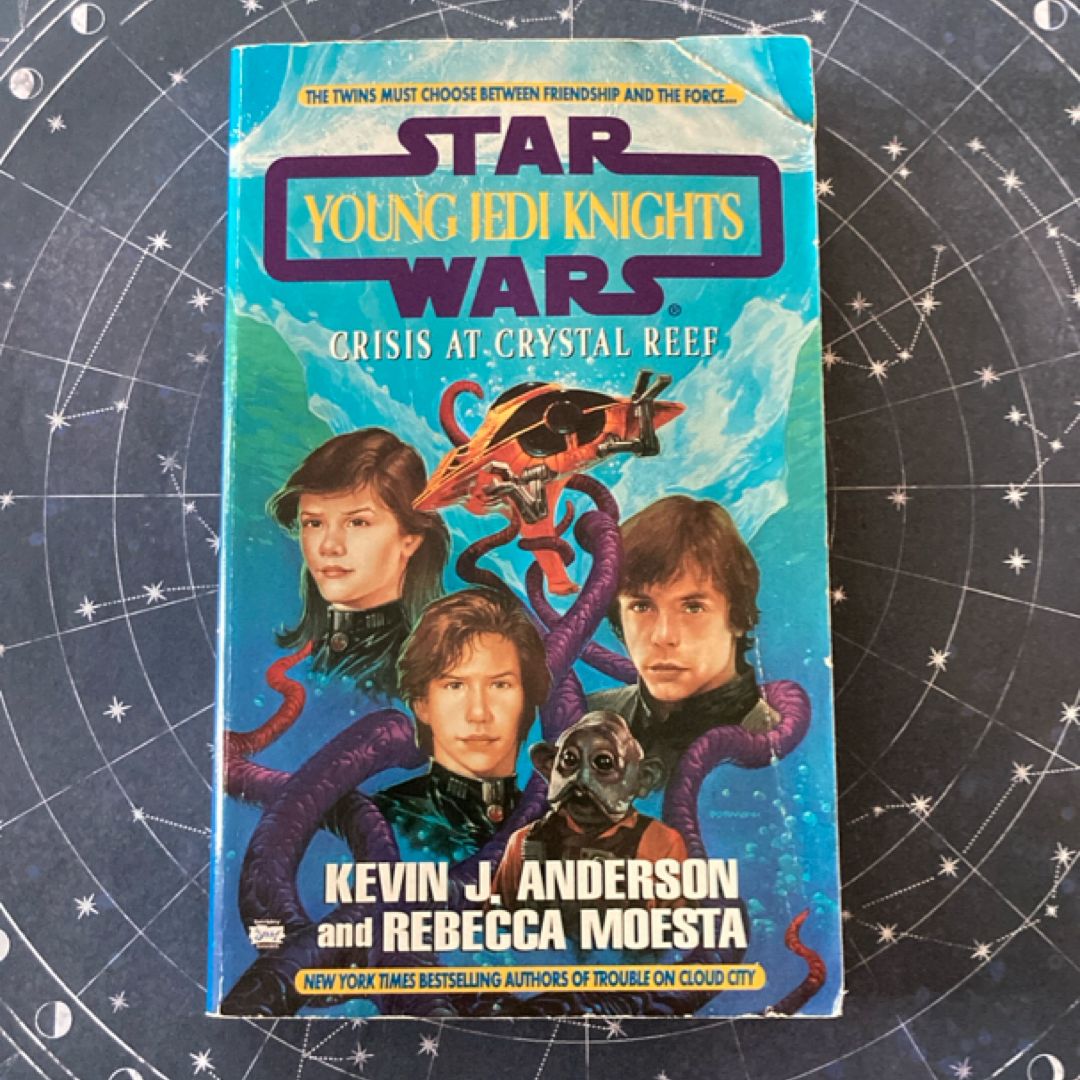 THE TWINS MUST CHOOSE BETWEEN FRIENDSHIP AND THE FORCE...
STAR
YOUNG JEDI KNIGHTS
WARS®
CRISIS AT CRYSTAL REEF
KEVIN J. ANDERSON
and REBECCA MOESTA
NEW YORK TIMES BESTSELLING AUTHORS OF TROUBLE ON CLOUD CITY